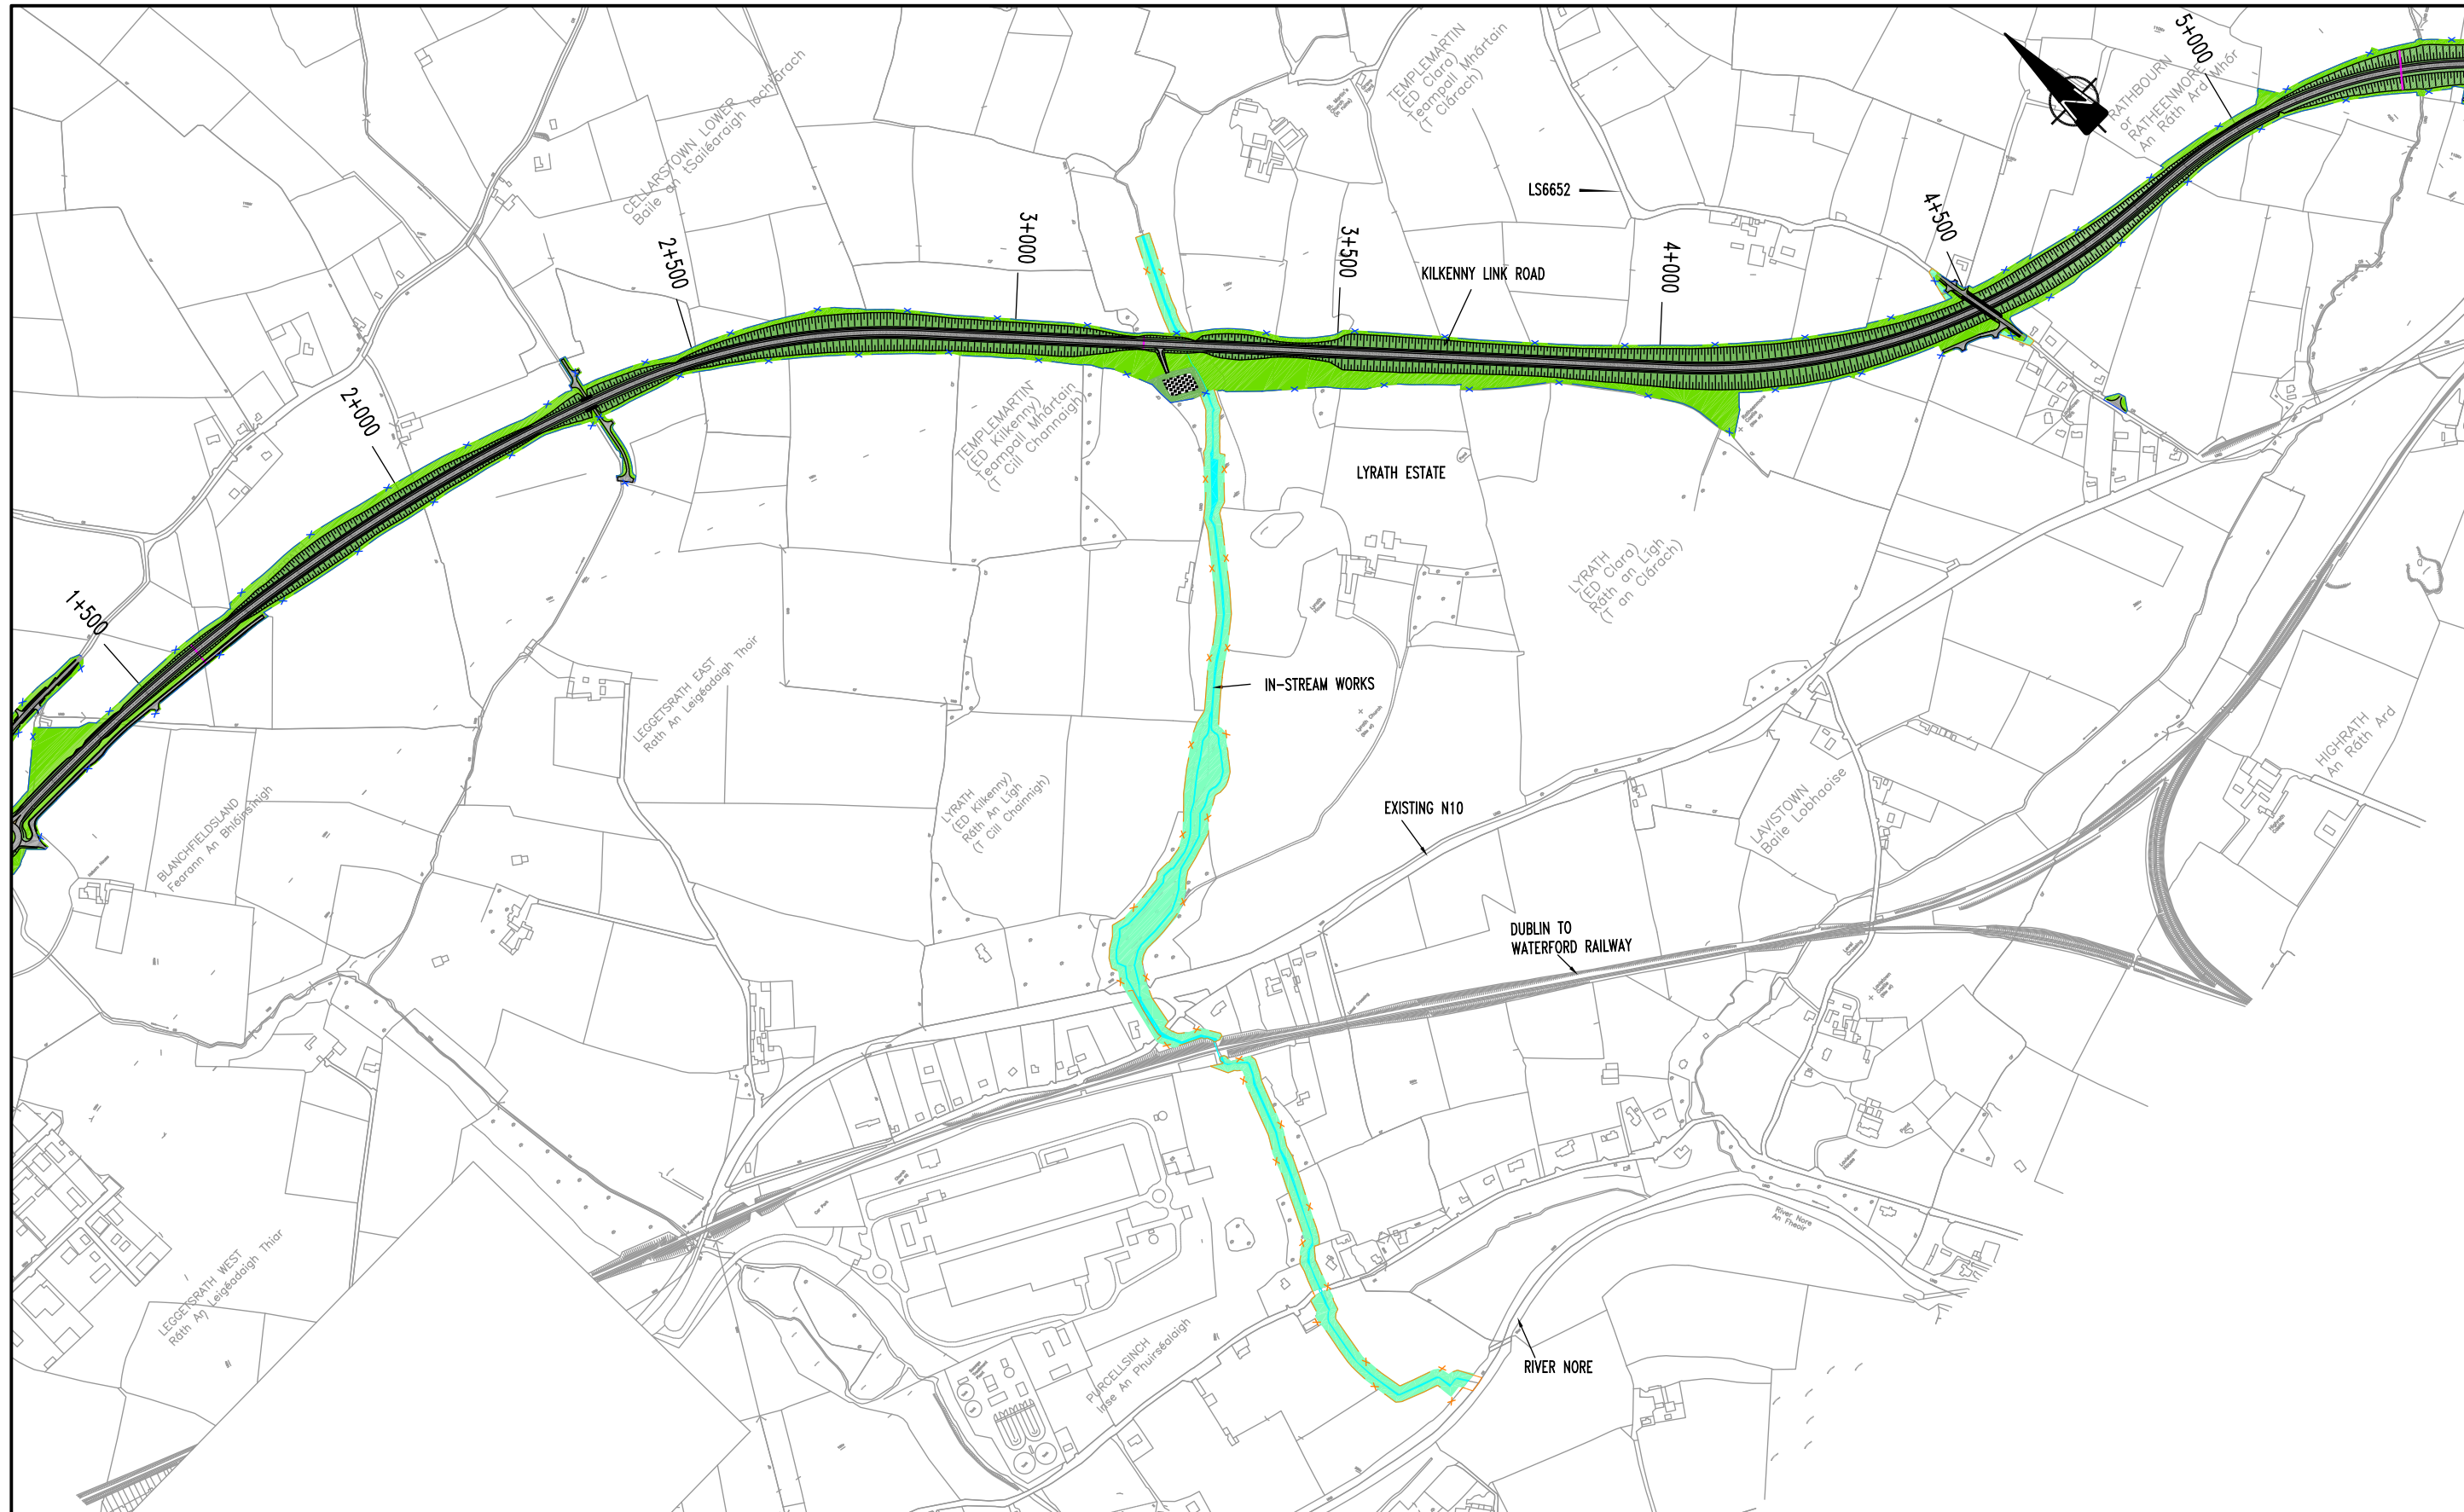 5+000
TEMPLEMARTIN
(ED Clara)
Teampall Mhártain
(T Clárach)
RATHBOURN
or
RATHEENMORE
An Ráth Ard Mhór
CELLARSTOWN LOWER
Baile an tSailéaraigh Íochtarach
LS6652
4+500
3+000
3+500
4+000
2+500
KILKENNY LINK ROAD
2+000
TEMPLEMARTIN
(ED Kilkenny)
Teampall Mhártain
(T Cill Channaigh)
LYRATH ESTATE
LYRATH
(ED Clara)
Ráth an Lígh
(T an Clárach)
1+500
LEGGETSRATH EAST
Rath An Leigéadaigh Thoir
IN-STREAM WORKS
HIGHRATH
An Ráth Ard
LYRATH
(ED Kilkenny)
Ráth An Lígh
(T Cill Chainnigh)
EXISTING N10
LAVISTOWN
Baile Lobhaoise
BLANCHFIELDSLAND
Fearann An Bhlóinsínigh
DUBLIN TO
WATERFORD RAILWAY
River Nore
An Fheoir
LEGGETSRATH WEST
Ráth An Leigéadaigh Thiar
PURCELLSINCH
Inse An Phuirséalaigh
RIVER NORE